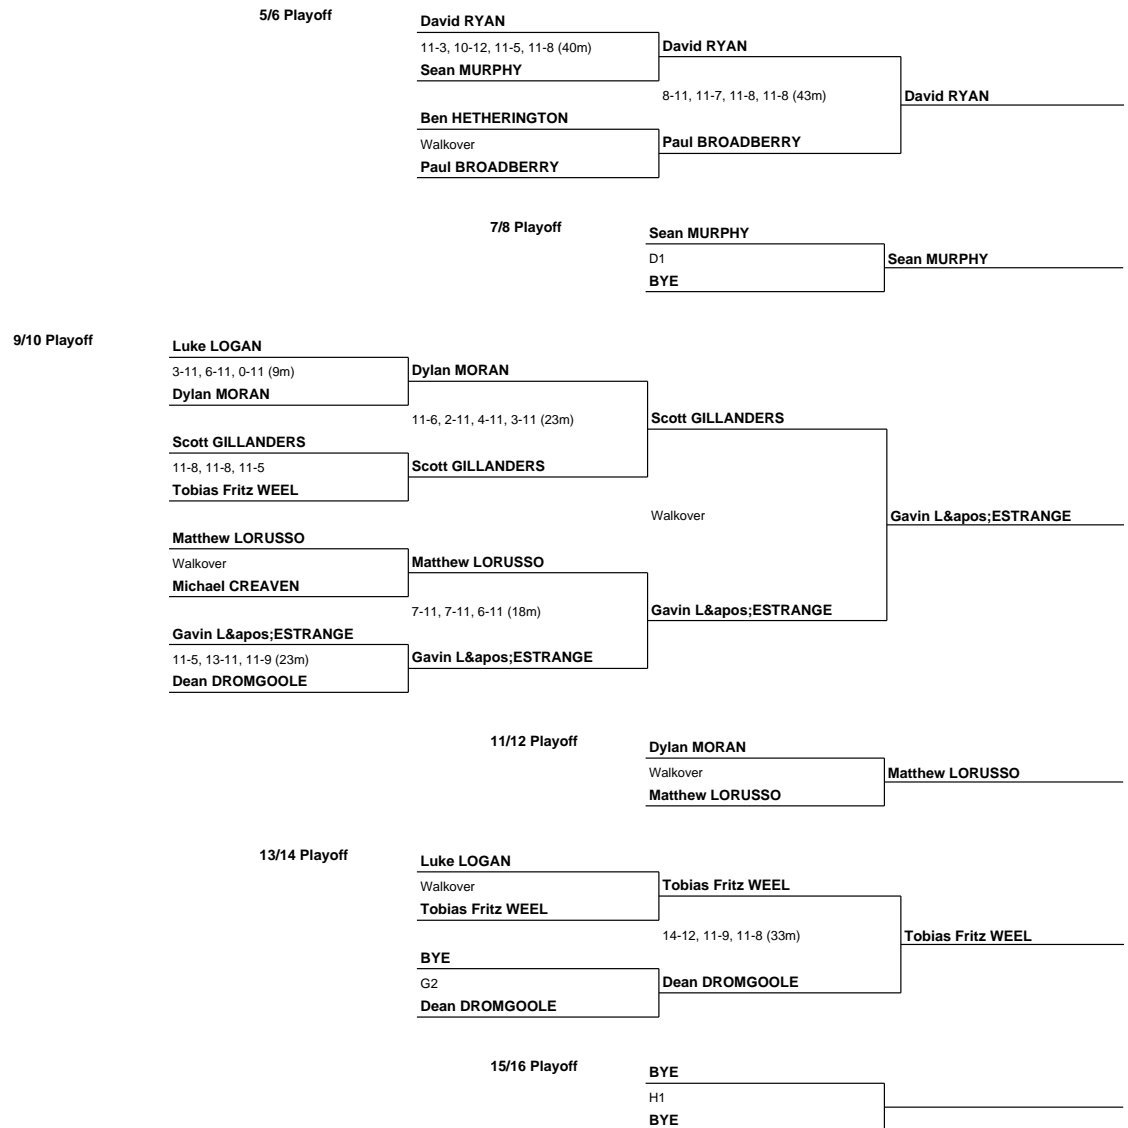 5/6 Playoff
David RYAN
11-3, 10-12, 11-5, 11-8 (40m)
Sean MURPHY
David RYAN
8-11, 11-7, 11-8, 11-8 (43m)
David RYAN
Ben HETHERINGTON
Walkover
Paul BROADBERRY
Paul BROADBERRY
7/8 Playoff
Sean MURPHY
D1
BYE
Sean MURPHY
9/10 Playoff
Luke LOGAN
3-11, 6-11, 0-11 (9m)
Dylan MORAN
Dylan MORAN
11-6, 2-11, 4-11, 3-11 (23m)
Scott GILLANDERS
Scott GILLANDERS
11-8, 11-8, 11-5
Tobias Fritz WEEL
Scott GILLANDERS
Walkover
Gavin L&apos;ESTRANGE
Matthew LORUSSO
Walkover
Michael CREAVEN
Matthew LORUSSO
7-11, 7-11, 6-11 (18m)
Gavin L&apos;ESTRANGE
Gavin L&apos;ESTRANGE
11-5, 13-11, 11-9 (23m)
Dean DROMGOOLE
Gavin L&apos;ESTRANGE
11/12 Playoff
Dylan MORAN
Walkover
Matthew LORUSSO
Matthew LORUSSO
13/14 Playoff
Luke LOGAN
Walkover
Tobias Fritz WEEL
Tobias Fritz WEEL
14-12, 11-9, 11-8 (33m)
Tobias Fritz WEEL
BYE
G2
Dean DROMGOOLE
Dean DROMGOOLE
15/16 Playoff
BYE
H1
BYE